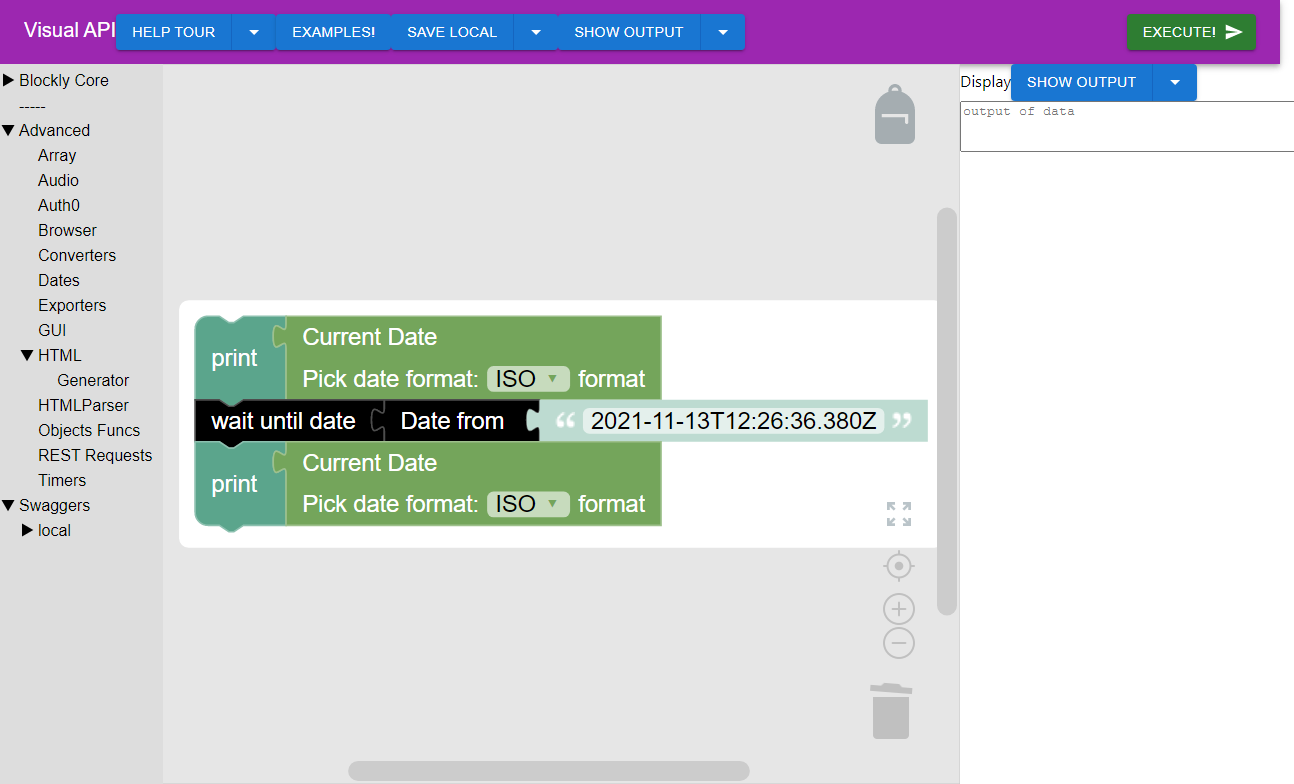 Visual API
HELP TOUR
EXAMPLES!
SAVE LOCAL
SHOW OUTPUT
EXECUTE!
Blockly Core
-----
Advanced
Array
Audio
Auth0
Browser
Converters
Dates
Exporters
GUI
HTML
Generator
HTMLParser
Objects Funcs
REST Requests
Timers
Swaggers
local
print
Current Date
Pick date format: ISO format
wait until date Date from “ 2021-11-13T12:26:36.380Z ”
print
Current Date
Pick date format: ISO format
Display SHOW OUTPUT
output of data